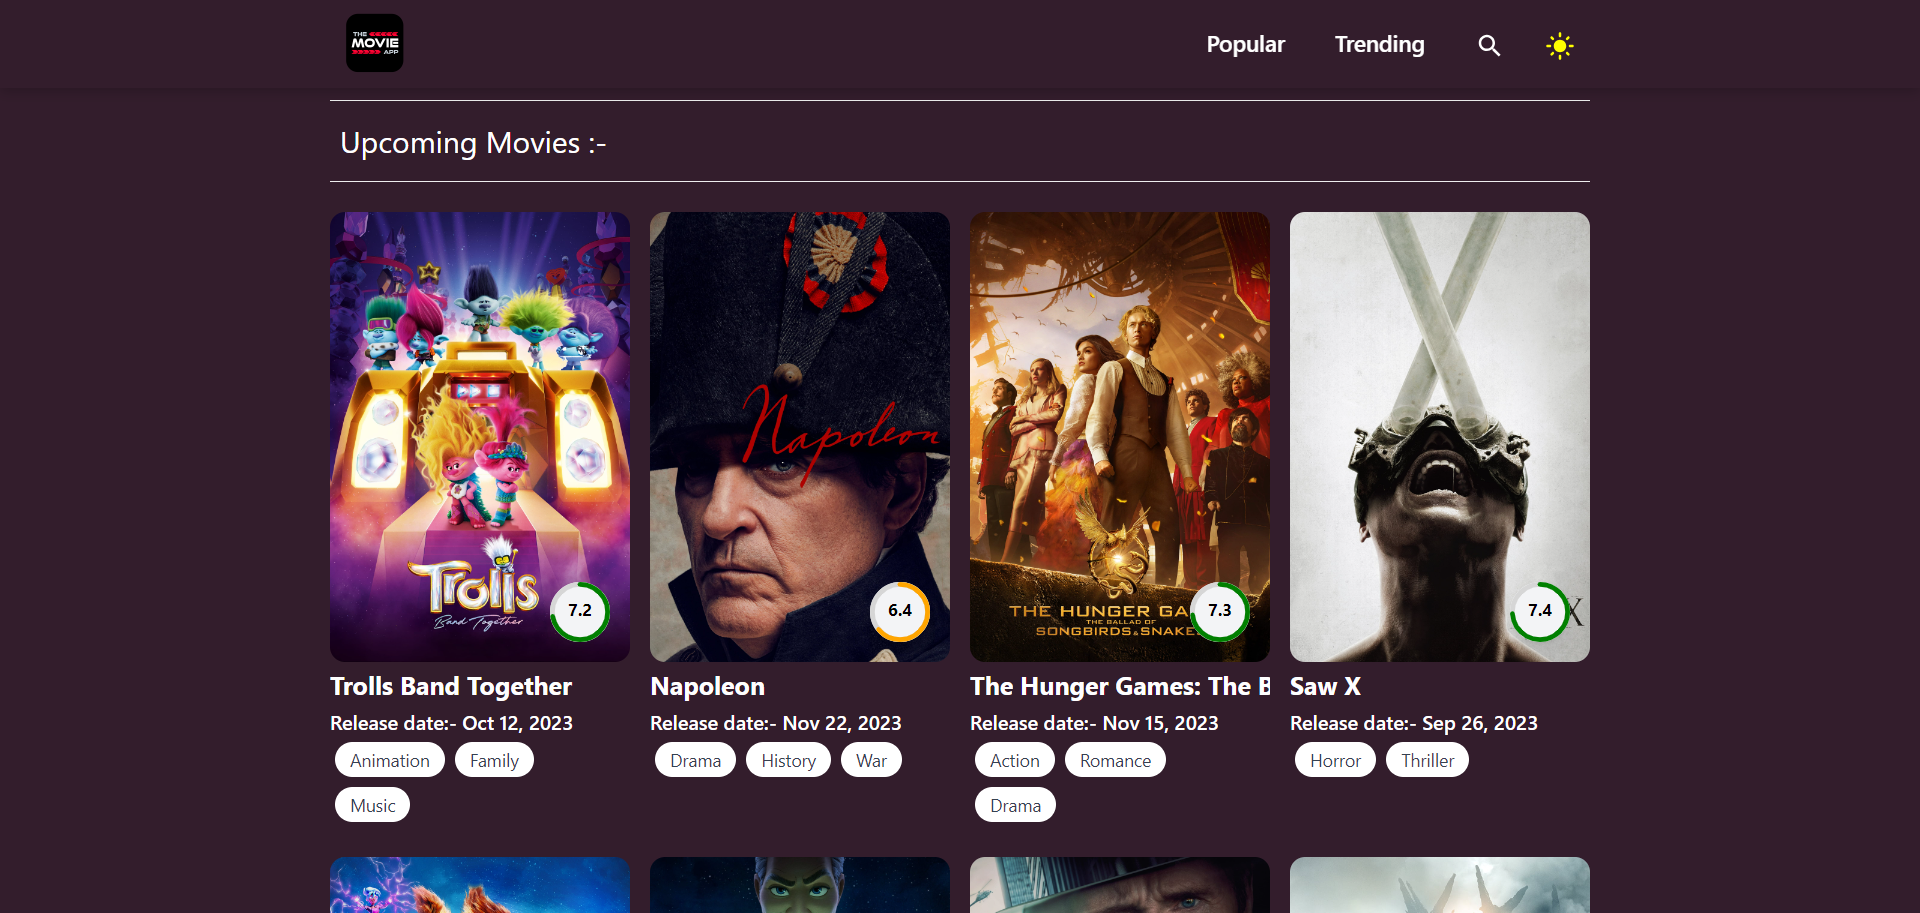 THE
MOVIE
APP
Popular
Trending
Upcoming Movies :-
Trolls
Band Together
7.2
Napoleon
6.4
THE HUNGER GA
THE BALLAD OF
SONGBIRDS & SNAKE
7.3
X
7.4
Trolls Band Together
Release date:- Oct 12, 2023
Animation
Family
Music
Napoleon
Release date:- Nov 22, 2023
Drama
History
War
The Hunger Games: The B
Release date:- Nov 15, 2023
Action
Romance
Drama
Saw X
Release date:- Sep 26, 2023
Horror
Thriller